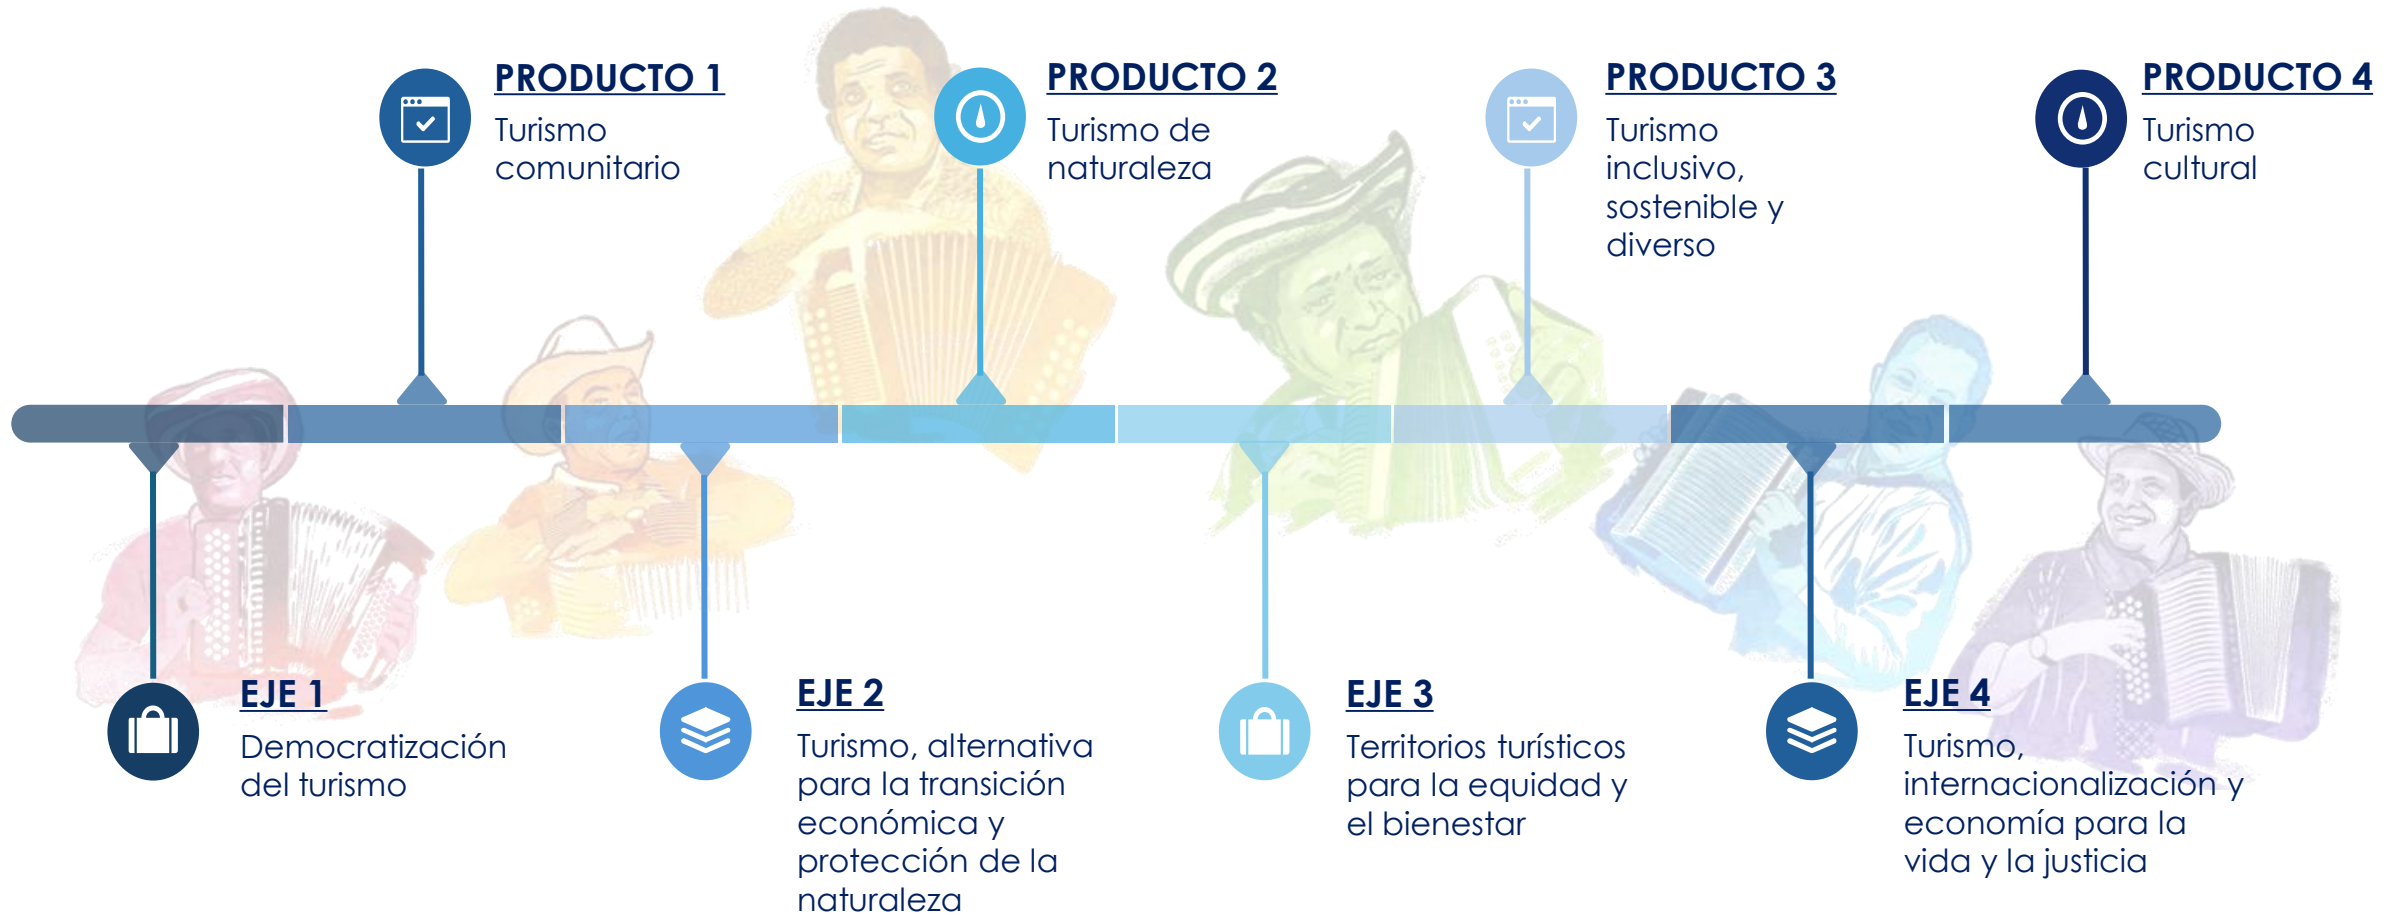 PRODUCTO 1
Turismo
comunitario
PRODUCTO 2
Turismo de
naturaleza
PRODUCTO 3
Turismo
inclusivo,
sostenible y
diverso
PRODUCTO 4
Turismo
cultural
EJE 1
Democratización
del turismo
EJE 2
Turismo, alternativa
para la transición
económica y
protección de la
naturaleza
EJE 3
Territorios turísticos
para la equidad y
el bienestar
EJE 4
Turismo,
internacionalización y
economía para la
vida y la justicia